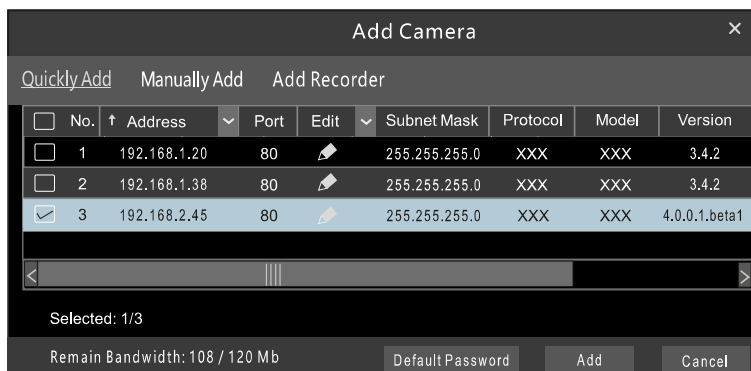 Add Camera
Quickly Add Manually Add Add Recorder
No. Address Port Edit Subnet Mask Protocol Model Version
1 192.168.1.20 80 255.255.255.0 XXX XXX 3.4.2
2 192.168.1.38 80 255.255.255.0 XXX XXX 3.4.2
3 192.168.2.45 80 255.255.255.0 XXX XXX 4.0.0.1.beta1
Selected: 1/3
Remain Bandwidth: 108 / 120 Mb Default Password Add Cancel